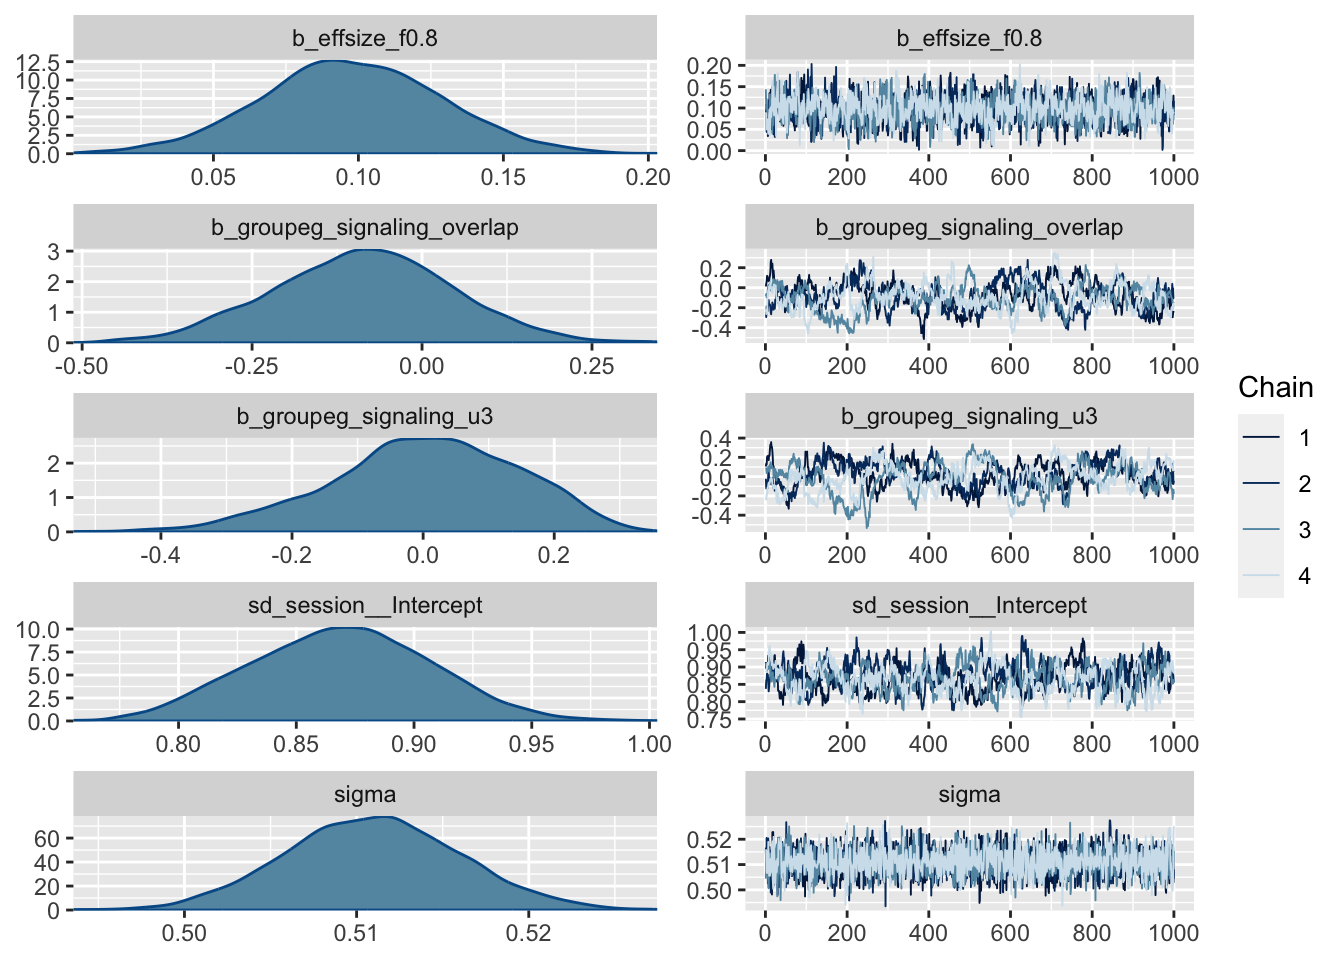 b_effsize_f0.8
12.5
10.0
7.5
5.0
2.5
0.0
0.05 0.10 0.15 0.20
b_effsize_f0.8
0.20
0.15
0.10
0.05
0.00
0 200 400 600 800 1000
b_groupeg_signaling_overlap
3
2
1
0
-0.50 -0.25 0.00 0.25
b_groupeg_signaling_overlap
0.2
0.0
-0.2
-0.4
0 200 400 600 800 1000
b_groupeg_signaling_u3
2
1
0
-0.4 -0.2 0.0 0.2
b_groupeg_signaling_u3
0.4
0.2
0.0
-0.2
-0.4
0 200 400 600 800 1000
sd_session__Intercept
10.0
7.5
5.0
2.5
0.0
0.80 0.85 0.90 0.95 1.00
sd_session__Intercept
1.00
0.95
0.90
0.85
0.80
0.75
0 200 400 600 800 1000
sigma
60
40
20
0
0.50 0.51 0.52
sigma
0.52
0.51
0.50
0 200 400 600 800 1000
Chain
1
2
3
4